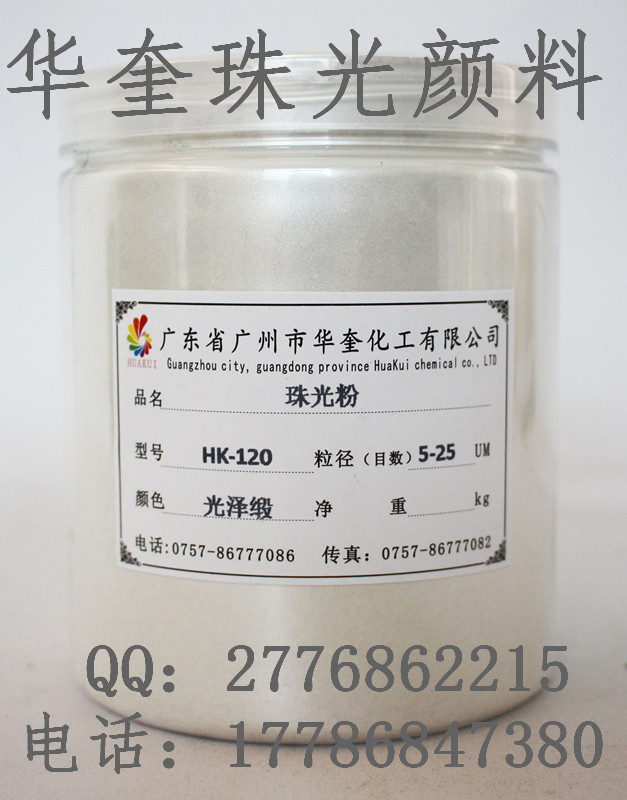 华奎珠光颜料
HUAKUI
广东省广州市华奎化工有限公司
Guangzhou city, guangdong province HuaKui chemical co., LTD
品名 珠光粉
型号 HK-120 粒径（目数） 5-25 UM
颜色 光泽缎 净 重 kg
电话:0757-86777086 传真: 0757-86777082
QQ: 2776862215
电话: 17786847380